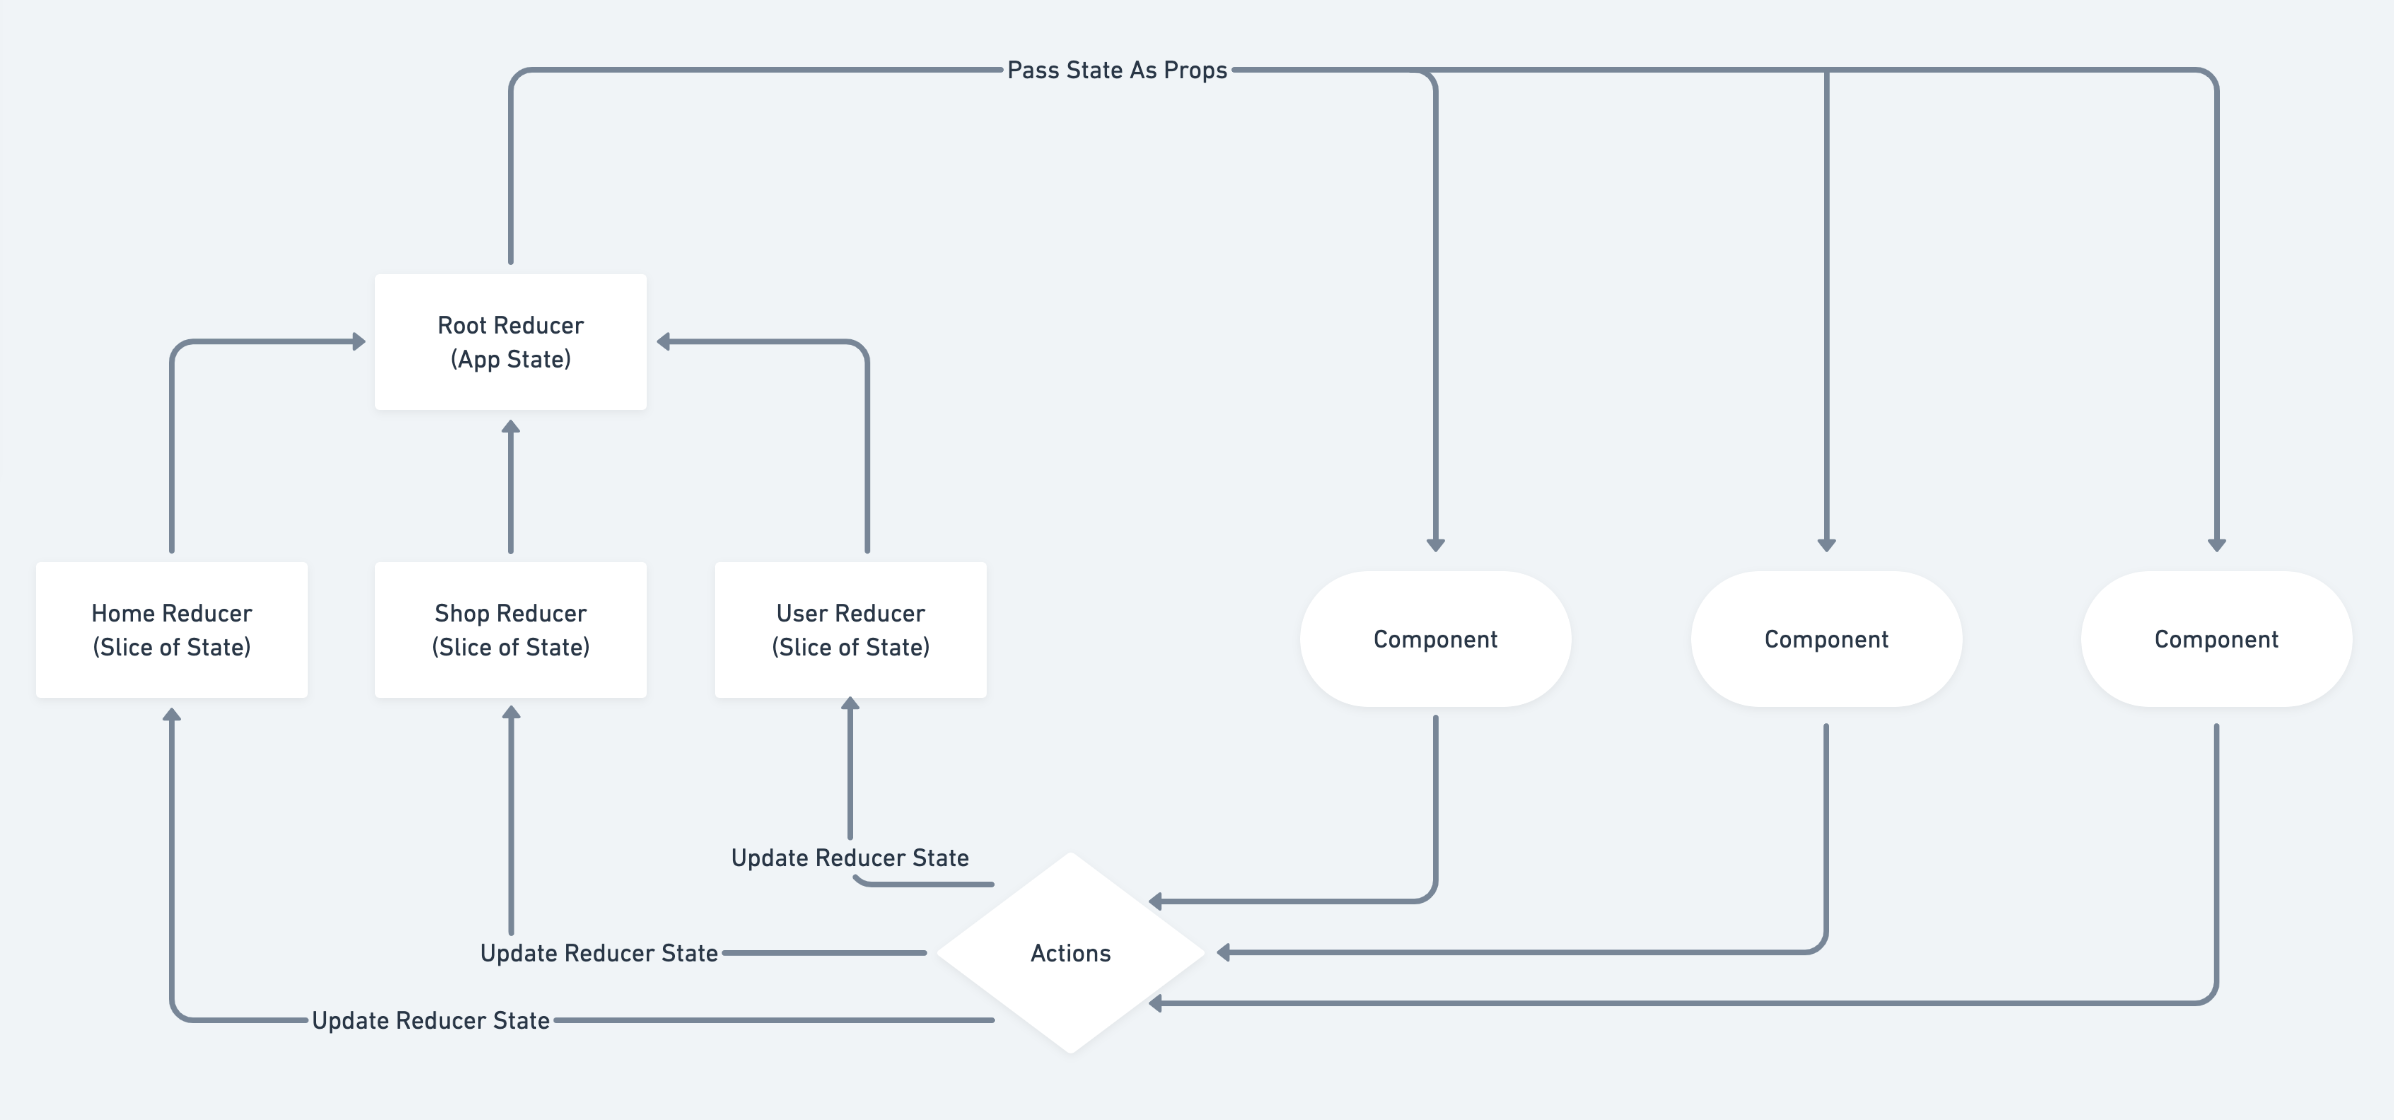 Pass State As Props
Root Reducer
(App State)
Home Reducer
(Slice of State)
Shop Reducer
(Slice of State)
User Reducer
(Slice of State)
Component
Component
Component
Update Reducer State
Update Reducer State
Actions
Update Reducer State